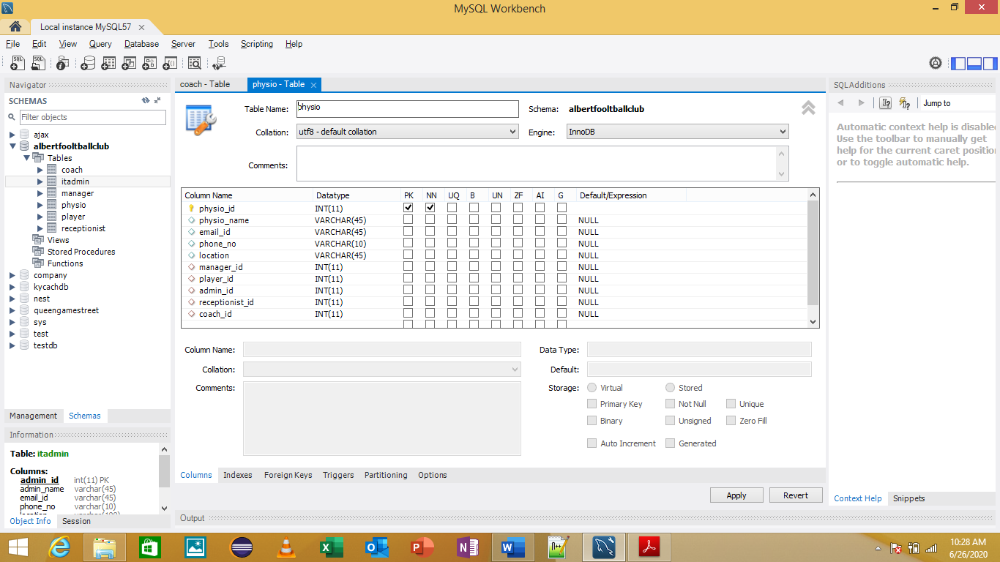 MySQL Workbench
Local instance MySQL57
File Edit View Query Database Server Tools Scripting Help
Navigator
SCHEMAS
Filter objects
ajax
albertfooltballclub
Tables
coach
itadmin
manager
physio
player
receptionist
Views
Stored Procedures
Functions
company
kycachdb
nest
queengamestreet
sys
test
testdb
Management Schemas
Information
Table: itadmin
Columns:
admin_id int(11) PK
admin_name varchar(45)
email_id varchar(45)
phone_no varchar(10)
location varchar(100)
Object Info Session
coach - Table physio - Table
Table Name: physio Schema: albertfooltballclub
Collation: utf8 - default collation Engine: InnoDB
Comments:
Column Name Datatype PK NN UQ B UN ZF AI G Default/Expression
physio_id INT(11)
physio_name VARCHAR(45) NULL
email_id VARCHAR(45) NULL
phone_no VARCHAR(10) NULL
location VARCHAR(45) NULL
manager_id INT(11) NULL
player_id INT(11) NULL
admin_id INT(11) NULL
receptionist_id INT(11) NULL
coach_id INT(11) NULL
Column Name: Data Type:
Collation: Default:
Comments: Storage: Virtual Stored
Primary Key Not Null Unique
Binary Unsigned Zero Fill
Auto Increment Generated
Columns Indexes Foreign Keys Triggers Partitioning Options
Apply Revert
Output
SQLAdditions
Jump to
Automatic context help is disabled
Use the toolbar to manually get
help for the current caret position
or to toggle automatic help.
Context Help Snippets
10:28 AM
6/26/2020